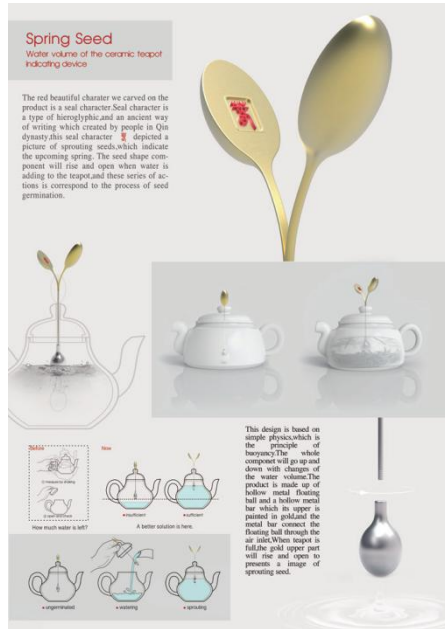 Spring Seed
Water volume of the ceramic teapot
indicating device
The red beautiful charater we carved on the
product is a seal character.Seal character is
a type of hieroglyphic,and an ancient way
of writing which created by people in Qin
dynasty,this seal character depicted a
picture of sprouting seeds,which indicate
the upcoming spring. The seed shape com-
ponent will rise and open when water is
adding to the teapot,and these series of ac-
tions is correspond to the process of seed
germination.
This design is based on
simple physics,which is
the principle of
buoyancy.The whole
componet will go up and
down with changes of
the water volume.The
product is made up of
hollow metal floating
ball and a hollow metal
bar which its upper is
painted in gold,and the
metal bar connect the
floating ball through the
air inlet,When teapot is
full,the gold upper part
will rise and open to
presents a image of
sprouting seed.
Before
Now
How much water is left?
insufficient
sufficient
A better solution is here.
ungerminated
watering
sprouting